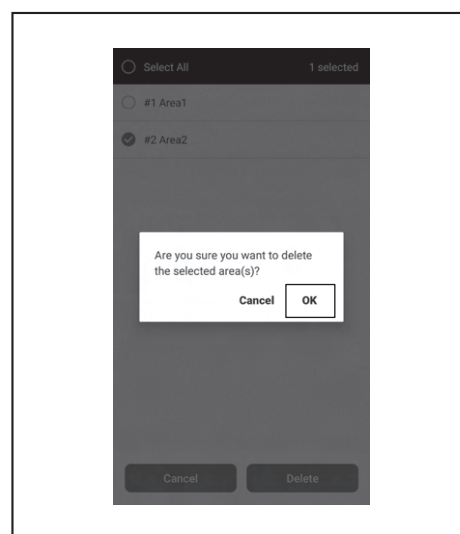 Select All 1 selected
#1 Area1
#2 Area2
Are you sure you want to delete
the selected area(s)?
Cancel OK
Cancel Delete